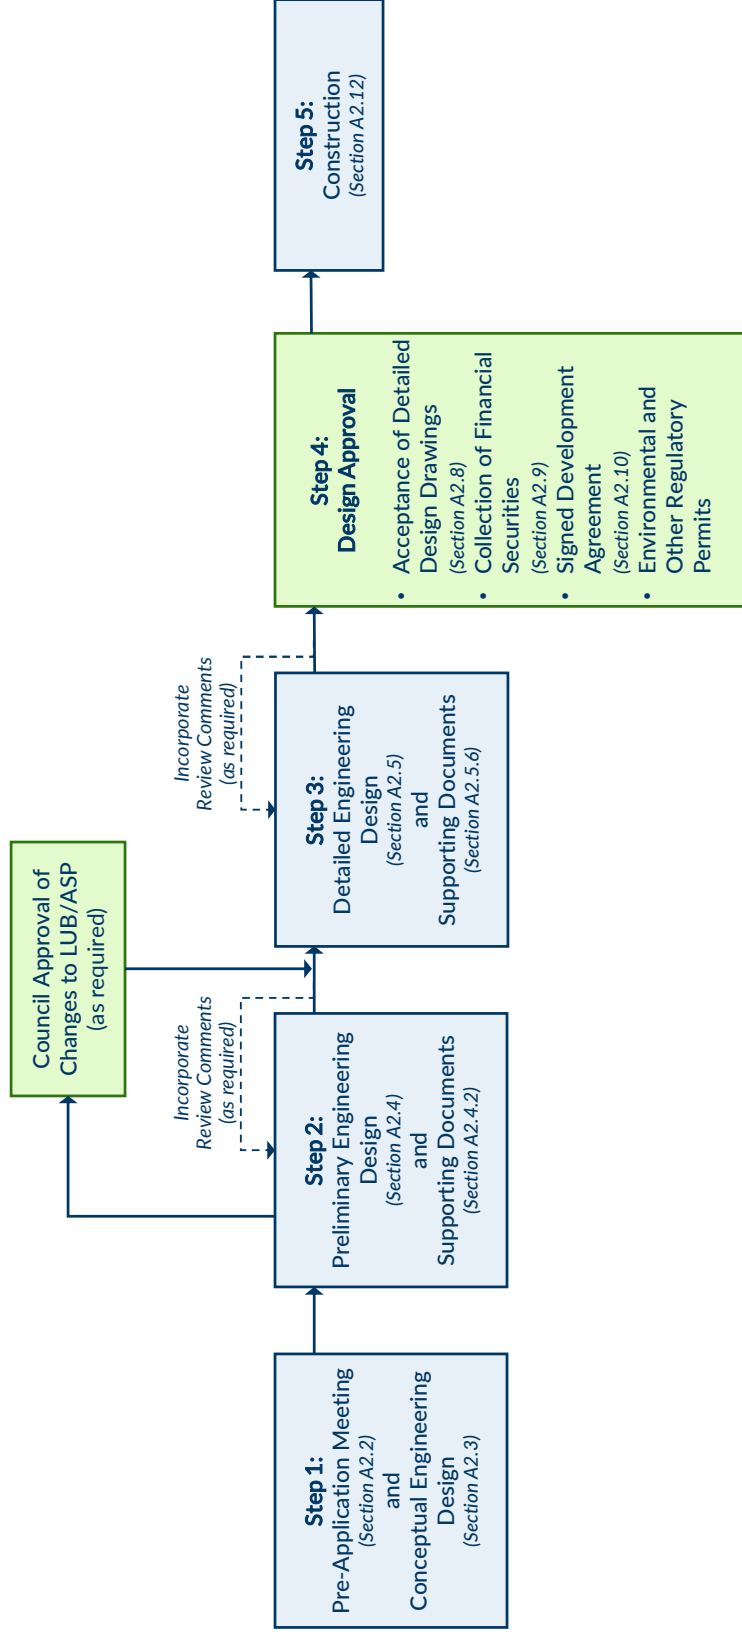 Step 1:
Pre-Application Meeting
(Section A2.2)
and
Conceptual Engineering
Design
(Section A2.3)
Step 2:
Preliminary Engineering
Design
(Section A2.4)
and
Supporting Documents
(Section A2.4.2)
Incorporate
Review Comments
(as required)
Council Approval of
Changes to LUB/ASP
(as required)
Step 3:
Detailed Engineering
Design
(Section A2.5)
and
Supporting Documents
(Section A2.5.6)
Incorporate
Review Comments
(as required)
Step 4:
Design Approval
• Acceptance of Detailed
Design Drawings
(Section A2.8)
• Collection of Financial
Securities
(Section A2.9)
• Signed Development
Agreement
(Section A2.10)
• Environmental and
Other Regulatory
Permits
Step 5:
Construction
(Section A2.12)